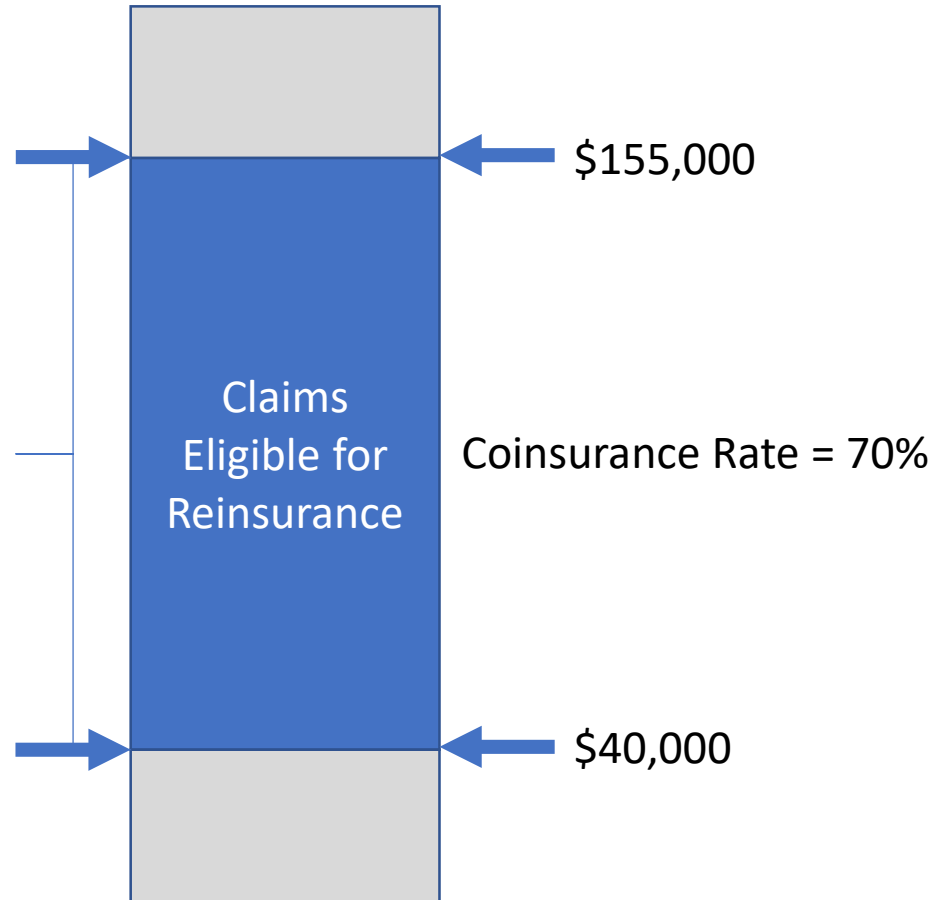 $155,000
Claims
Eligible for
Reinsurance
Coinsurance Rate = 70%
$40,000